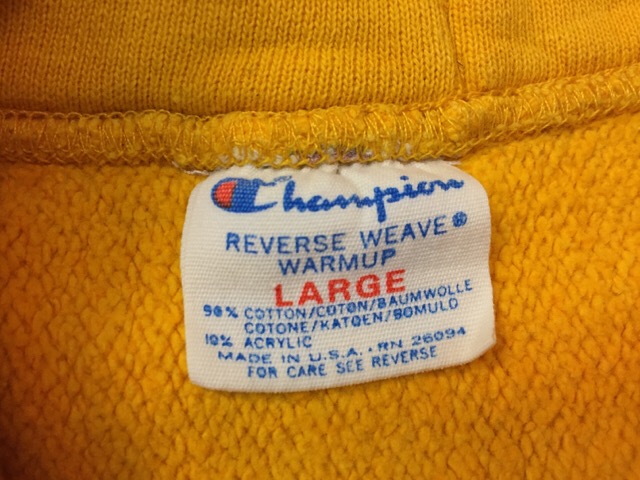 Champion
REVERSE WEAVE®
WARMUP
LARGE
90% COTTON/COTON/BAUMWOLLE
COTONE/KATOEN/BOMULD
10% ACRYLIC
MADE IN U.S.A. · RN 26094
FOR CARE SEE REVERSE